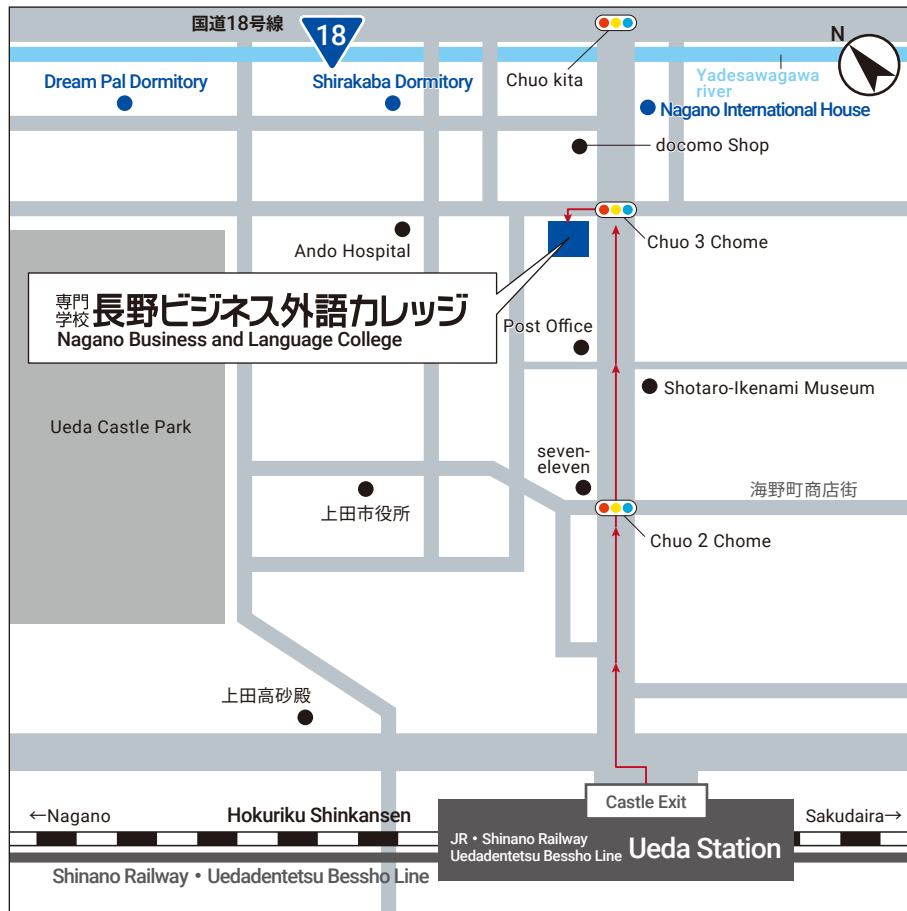 国道18号線
18
N
Chuo kita
Yadesawagawa
river
Dream Pal Dormitory
Shirakaba Dormitory
Nagano International House
docomo Shop
Ando Hospital
Chuo 3 Chome
専門
学校
長野ビジネス外語カレッジ
Nagano Business and Language College
Post Office
Shotaro-Ikenami Museum
Ueda Castle Park
seven-
eleven
海野町商店街
上田市役所
Chuo 2 Chome
上田高砂殿
Castle Exit
←Nagano
Hokuriku Shinkansen
Sakudaira→
JR・Shinano Railway
Uedadentetsu Bessho Line
Ueda Station
Shinano Railway・Uedadentetsu Bessho Line